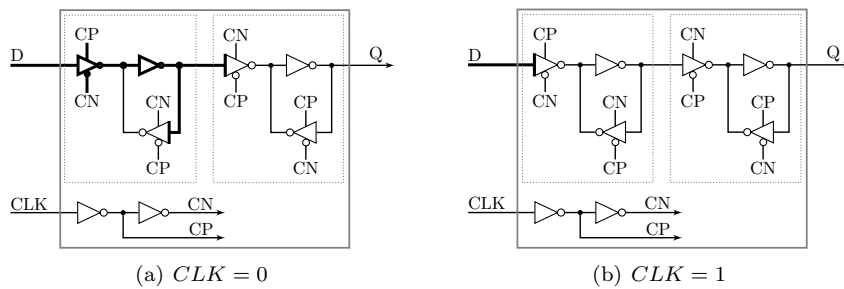 CP CN CP CN
D Q D Q
CN CN CP CP CN CN CP CP
CP CN CP CN
CLK CN CLK CN
CP CP
(a) CLK = 0 (b) CLK = 1